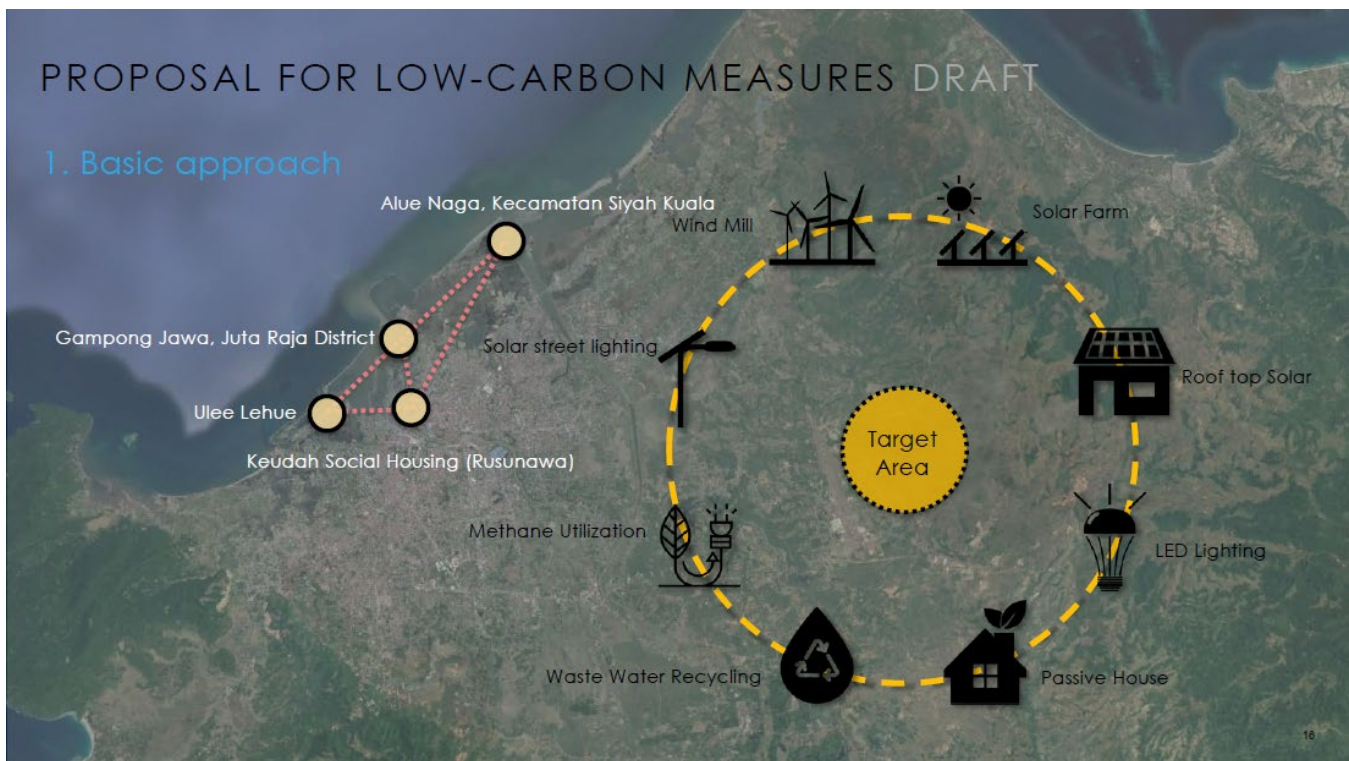 PROPOSAL FOR LOW-CARBON MEASURES DRAFT
1. Basic approach
Alue Naga, Kecamatan Siyah Kuala
Gampong Jawa, Juta Raja District
Ulee Lehue
Keudah Social Housing (Rusunawa)
Wind Mill
Solar Farm
Solar street lighting
Roof top Solar
Target
Area
Methane Utilization
LED Lighting
Waste Water Recycling
Passive House
16